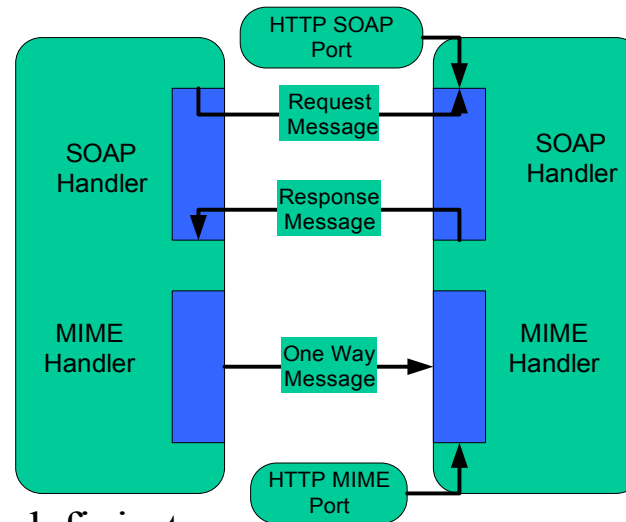 HTTP SOAP
Port
Request
Message
SOAP
Handler
SOAP
Handler
Response
Message
MIME
Handler
One Way
Message
MIME
Handler
HTTP MIME
Port